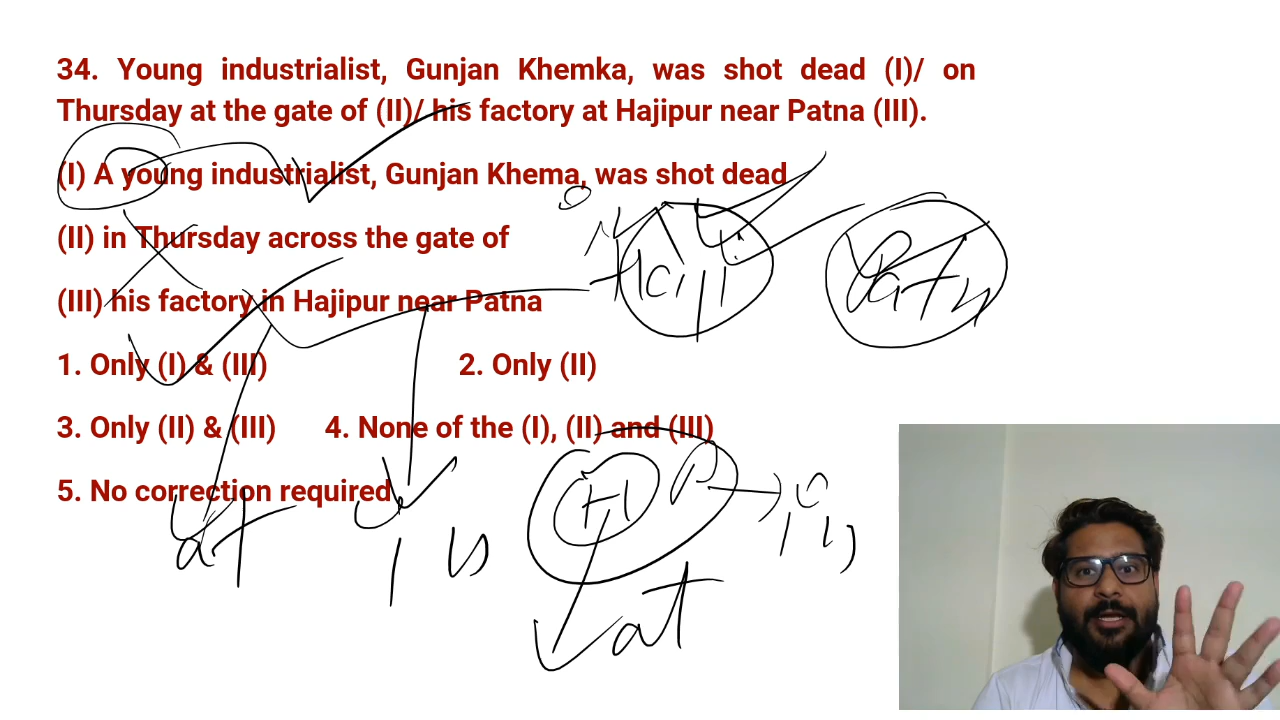 34. Young industrialist, Gunjan Khemka, was shot dead (I)/ on
Thursday at the gate of (II)/ his factory at Hajipur near Patna (III).
(I) A young industrialist, Gunjan Khema, was shot dead
(II) in Thursday across the gate of
(III) his factory in Hajipur near Patna
1. Only (I) & (III) 2. Only (II)
3. Only (II) & (III) 4. None of the (I), (II) and (III)
5. No correction required
at
at